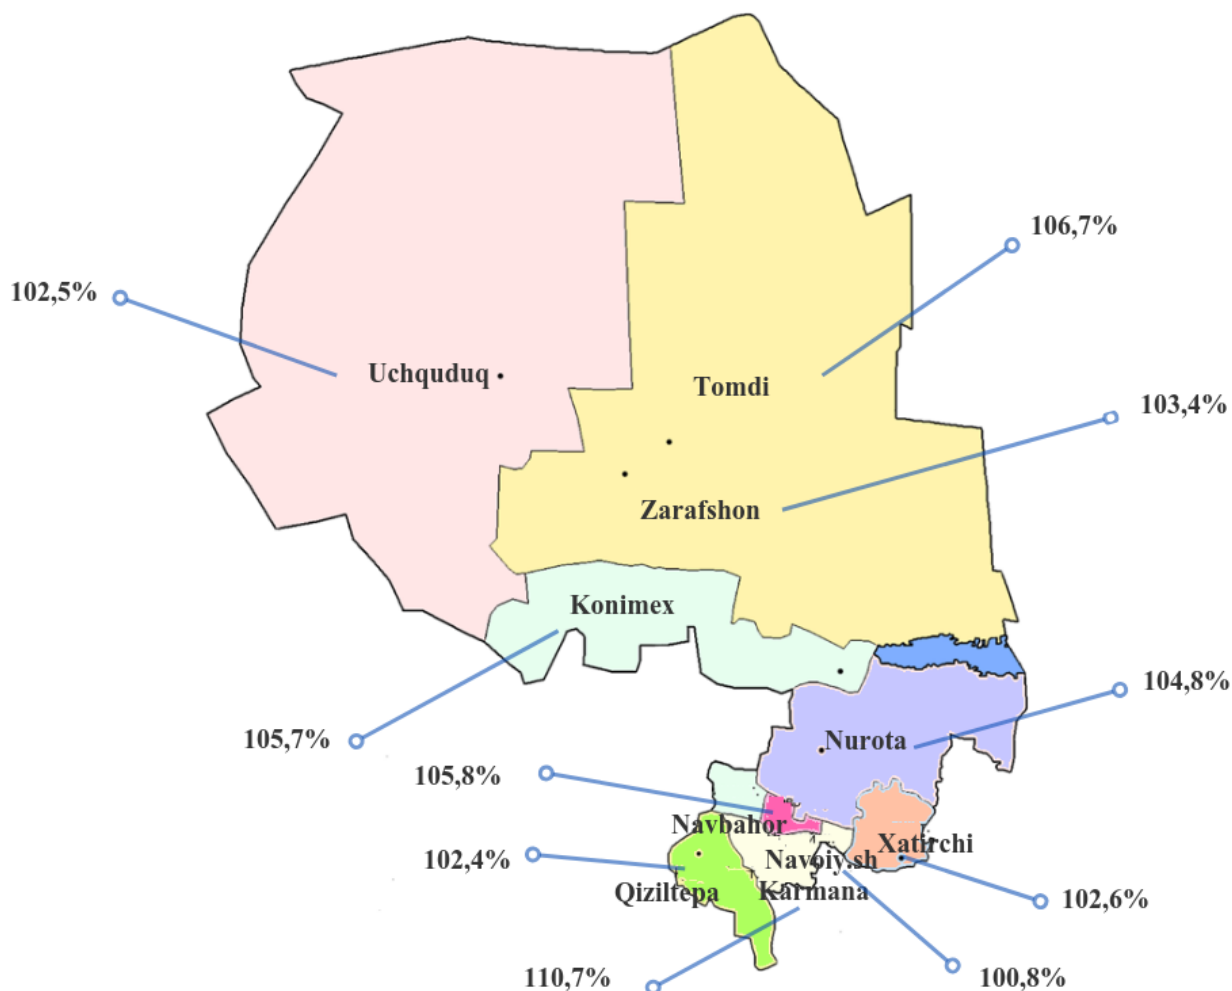 106,7%
102,5%
Uchquduq
Tomdi
103,4%
Zarafshon
Konimex
104,8%
105,7%
Nurota
105,8%
Navbahor
Xatirchi
102,4%
Navoiy.sh
Qiziltepa
Karmana
102,6%
110,7%
100,8%